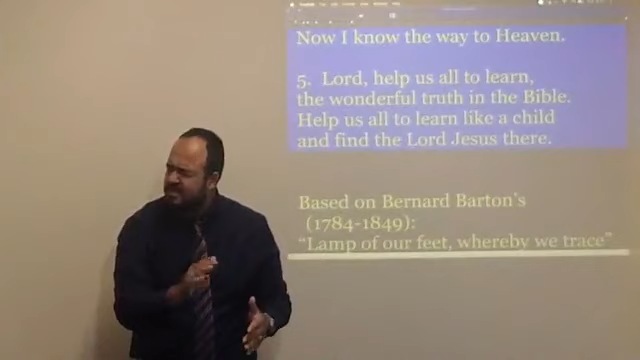 Now I know the way to Heaven.
5. Lord, help us all to learn,
the wonderful truth in the Bible.
Help us all to learn like a child
and find the Lord Jesus there.
Based on Bernard Barton's
(1784-1849):
"Lamp of our feet, whereby we trace"